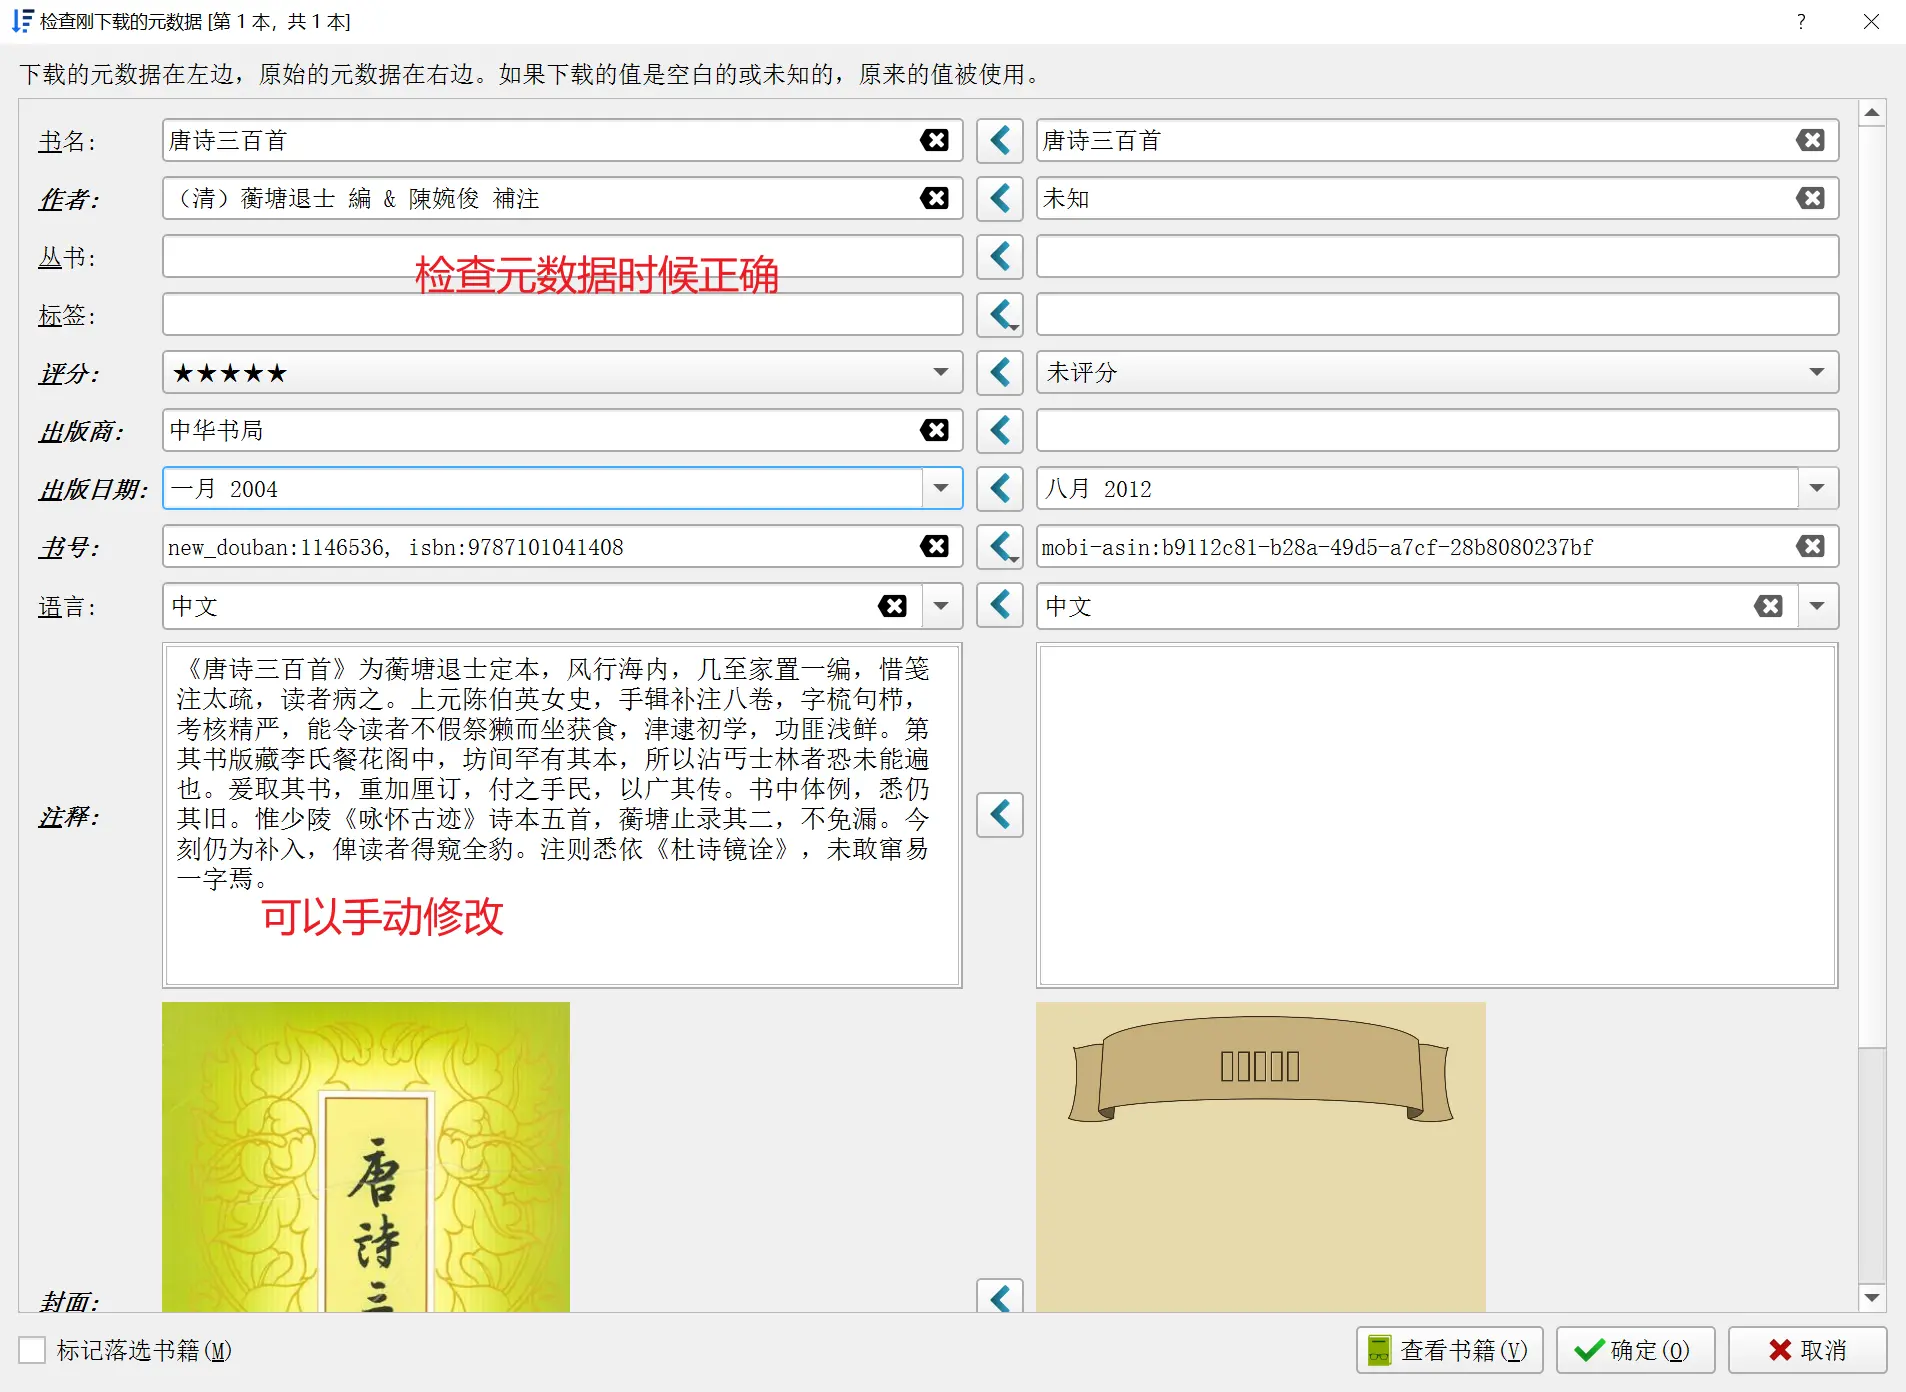 检查刚下载的元数据 [第 1 本，共 1 本]
?
下载的元数据在左边，原始的元数据在右边。如果下载的值是空白的或未知的，原来的值被使用。
书名: 唐诗三百首 唐诗三百首
作者: （清）蘅塘退士 編 & 陳婉俊 補注 未知
丛书:
检查元数据时候正确
标签:
评分: ★★★★★ 未评分
出版商: 中华书局
出版日期: 一月 2004 八月 2012
书号: new_douban:1146536, isbn:9787101041408 mobi-asin:b9112c81-b28a-49d5-a7cf-28b8080237bf
语言: 中文 中文
《唐诗三百首》为蘅塘退士定本，风行海内，几至家置一编，惜笺
注太疏，读者病之。上元陈伯英女史，手辑补注八卷，字梳句栉，
考核精严，能令读者不假祭獭而坐获食，津逮初学，功匪浅鲜。第
其书版藏李氏餐花阁中，坊间罕有其本，所以沾丐士林者恐未能遍
也。爰取其书，重加厘订，付之手民，以广其传。书中体例，悉仍
其旧。惟少陵《咏怀古迹》诗本五首，蘅塘止录其二，不免漏。今
刻仍为补入，俾读者得窥全豹。注则悉依《杜诗镜诠》，未敢窜易
一字焉。
注释:
可以手动修改
唐
诗
三
封面:
标记落选书籍(M)
查看书籍(V) 确定(O) 取消